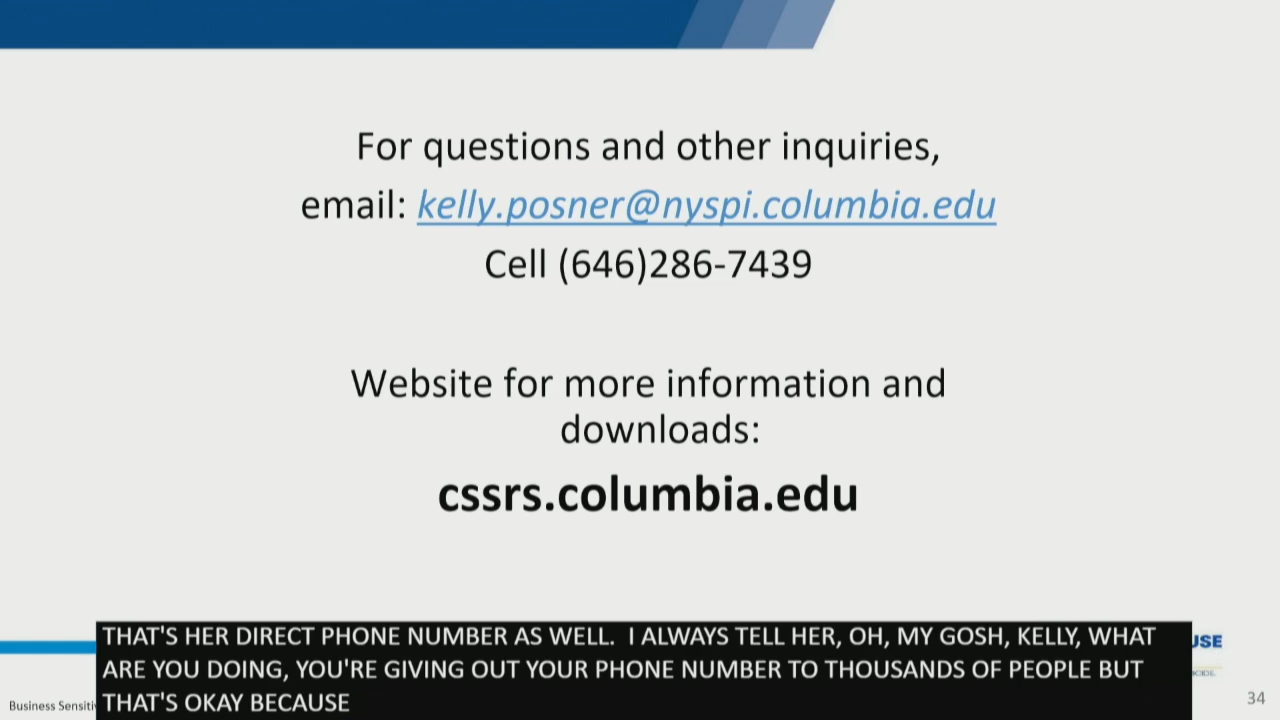 For questions and other inquiries,
email: kelly.posner@nyspi.columbia.edu
Cell (646)286-7439
Website for more information and
downloads:
cssrs.columbia.edu
THAT'S HER DIRECT PHONE NUMBER AS WELL. I ALWAYS TELL HER, OH, MY GOSH, KELLY, WHAT
ARE YOU DOING, YOU'RE GIVING OUT YOUR PHONE NUMBER TO THOUSANDS OF PEOPLE BUT
THAT'S OKAY BECAUSE
Business
34